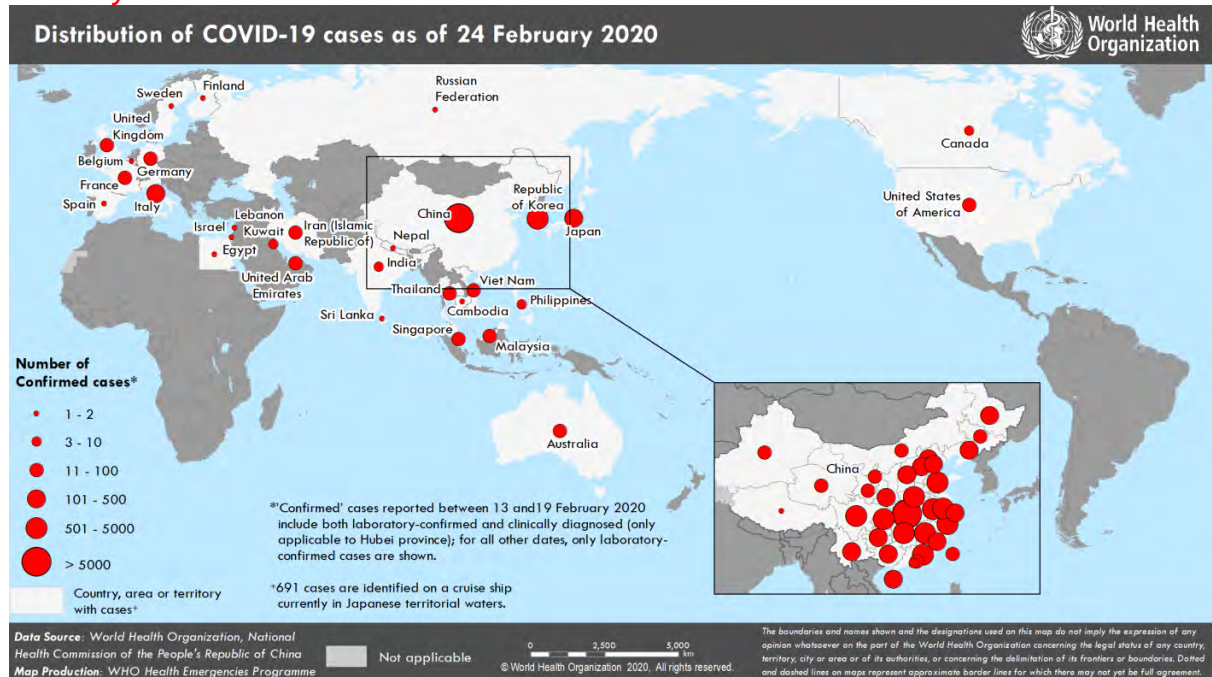 Distribution of COVID-19 cases as of 24 February 2020
World Health
Organization
Finland
Sweden
Russian
Federation
United
Kingdom
Belgium
Germany
France
Spain
Italy
Canada
United States
of America
Lebanon
Israel
Kuwait
Iran (Islamic
Republic of)
Egypt
United Arab
Emirates
China
Republic
of Korea
Japan
Nepal
India
Viet Nam
Thailand
Cambodia
Philippines
Sri Lanka
Singapore
Malaysia
Australia
China
Number of
Confirmed cases*
1 - 2
3 - 10
11 - 100
101 - 500
501 - 5000
> 5000
Country, area or territory
with cases⁺
*'Confirmed' cases reported between 13 and19 February 2020
include both laboratory-confirmed and clinically diagnosed (only
applicable to Hubei province); for all other dates, only laboratory-
confirmed cases are shown.
⁺691 cases are identified on a cruise ship
currently in Japanese territorial waters.
Data Source: World Health Organization, National
Health Commission of the People's Republic of China
Map Production: WHO Health Emergencies Programme
Not applicable
0 2,500 5,000
km
© World Health Organization 2020, All rights reserved.
The boundaries and names shown and the designations used on this map do not imply the expression of any
opinion whatsoever on the part of the World Health Organization concerning the legal status of any country,
territory, city or area or of its authorities, or concerning the delimitation of its frontiers or boundaries. Dotted
and dashed lines on maps represent approximate border lines for which there may not yet be full agreement.